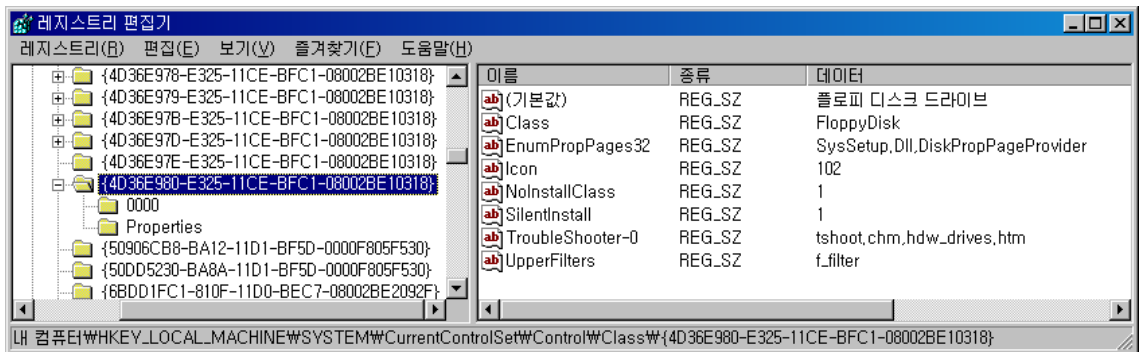 레지스트리 편집기
레지스트리(R) 편집(E) 보기(V) 즐겨찾기(F) 도움말(H)
{4D36E978-E325-11CE-BFC1-08002BE10318}
{4D36E979-E325-11CE-BFC1-08002BE10318}
{4D36E97B-E325-11CE-BFC1-08002BE10318}
{4D36E97D-E325-11CE-BFC1-08002BE10318}
{4D36E97E-E325-11CE-BFC1-08002BE10318}
{4D36E980-E325-11CE-BFC1-08002BE10318}
0000
Properties
{50906CB8-BA12-11D1-BF5D-0000F805F530}
{50DD5230-BA8A-11D1-BF5D-0000F805F530}
{6BDD1FC1-810F-11D0-BEC7-08002BE2092F}
이름 종류 데이터
(기본값) REG_SZ 플로피 디스크 드라이브
Class REG_SZ FloppyDisk
EnumPropPages32 REG_SZ SysSetup.Dll,DiskPropPageProvider
Icon REG_SZ 102
NoInstallClass REG_SZ 1
SilentInstall REG_SZ 1
TroubleShooter-0 REG_SZ tshoot.chm,hdw_drives.htm
UpperFilters REG_SZ f_filter
내 컴퓨터₩HKEY_LOCAL_MACHINE₩SYSTEM₩CurrentControlSet₩Control₩Class₩{4D36E980-E325-11CE-BFC1-08002BE10318}